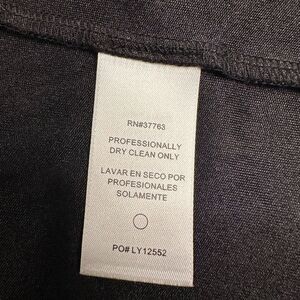 RN#37763
PROFESSIONALLY
DRY CLEAN ONLY
LAVAR EN SECO POR
PROFESIONALES
SOLAMENTE
PO# LY12552